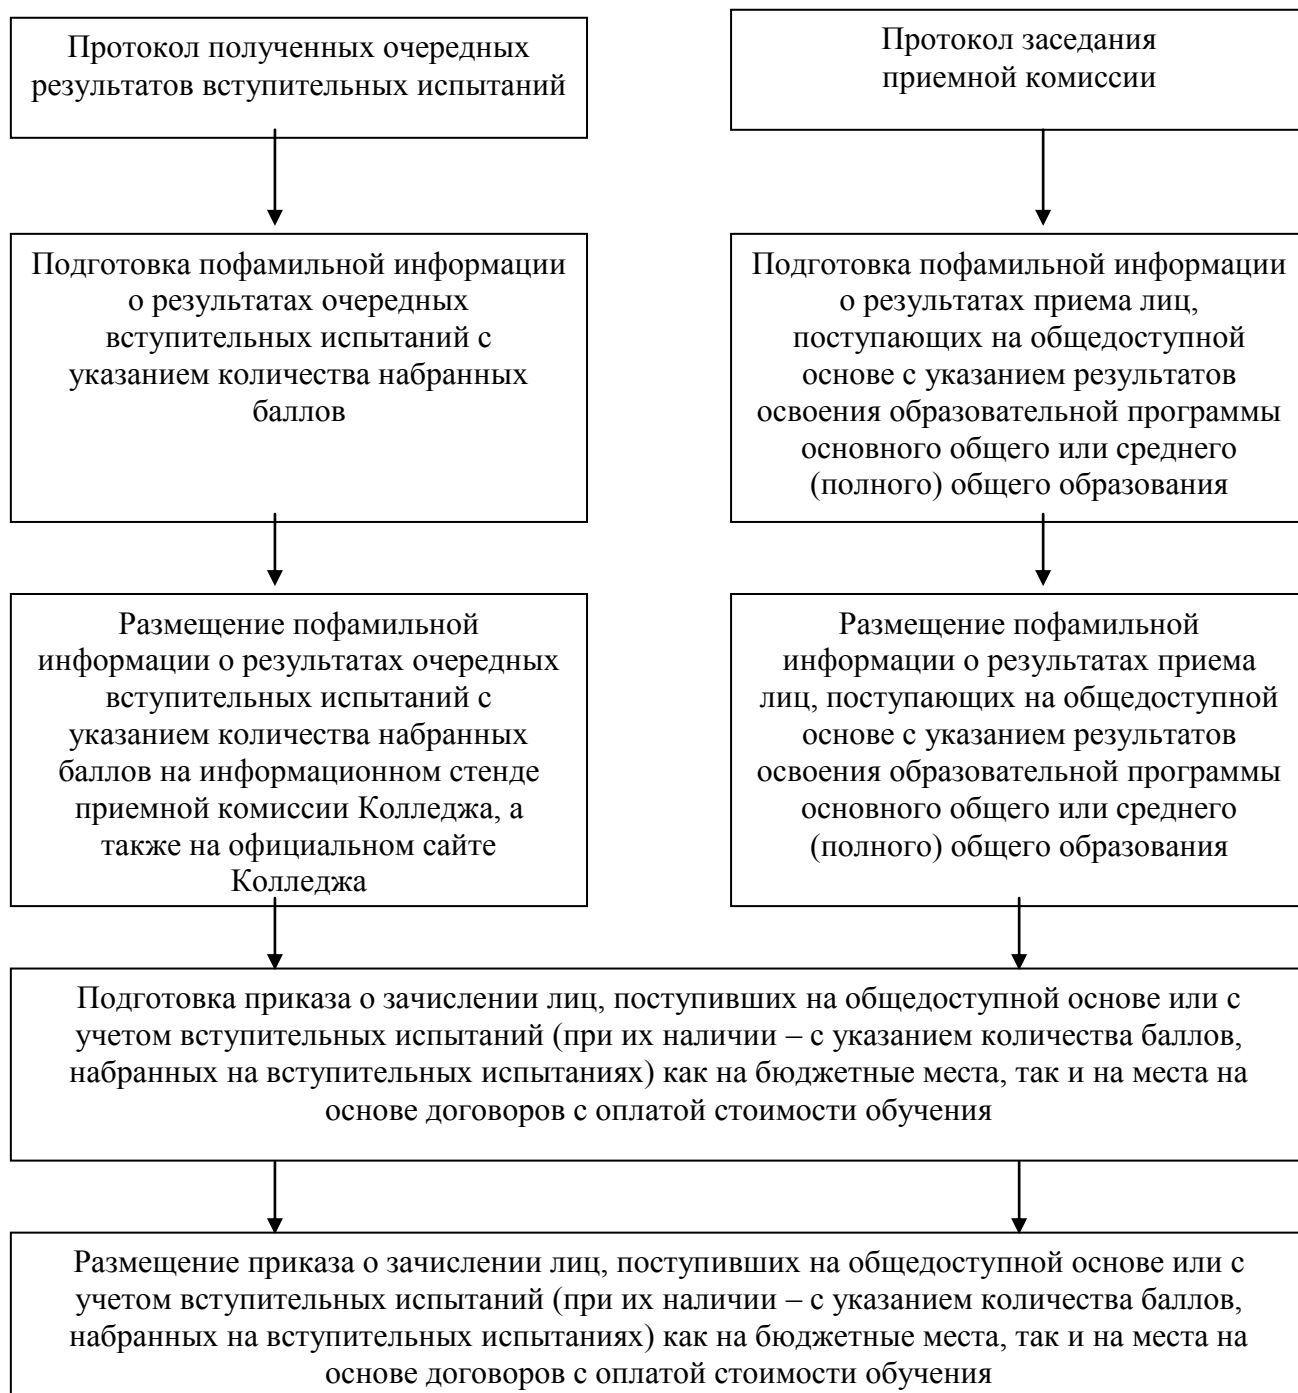 Протокол полученных очередных
результатов вступительных испытаний
Протокол заседания
приемной комиссии
Подготовка пофамильной информации
о результатах очередных
вступительных испытаний с
указанием количества набранных
баллов
Подготовка пофамильной информации
о результатах приема лиц,
поступающих на общедоступной
основе с указанием результатов
освоения образовательной программы
основного общего или среднего
(полного) общего образования
Размещение пофамильной
информации о результатах очередных
вступительных испытаний с
указанием количества набранных
баллов на информационном стенде
приемной комиссии Колледжа, а
также на официальном сайте
Колледжа
Размещение пофамильной
информации о результатах приема
лиц, поступающих на общедоступной
основе с указанием результатов
освоения образовательной программы
основного общего или среднего
(полного) общего образования
Подготовка приказа о зачислении лиц, поступивших на общедоступной основе или с
учетом вступительных испытаний (при их наличии – с указанием количества баллов,
набранных на вступительных испытаниях) как на бюджетные места, так и на места на
основе договоров с оплатой стоимости обучения
Размещение приказа о зачислении лиц, поступивших на общедоступной основе или с
учетом вступительных испытаний (при их наличии – с указанием количества баллов,
набранных на вступительных испытаниях) как на бюджетные места, так и на места на
основе договоров с оплатой стоимости обучения